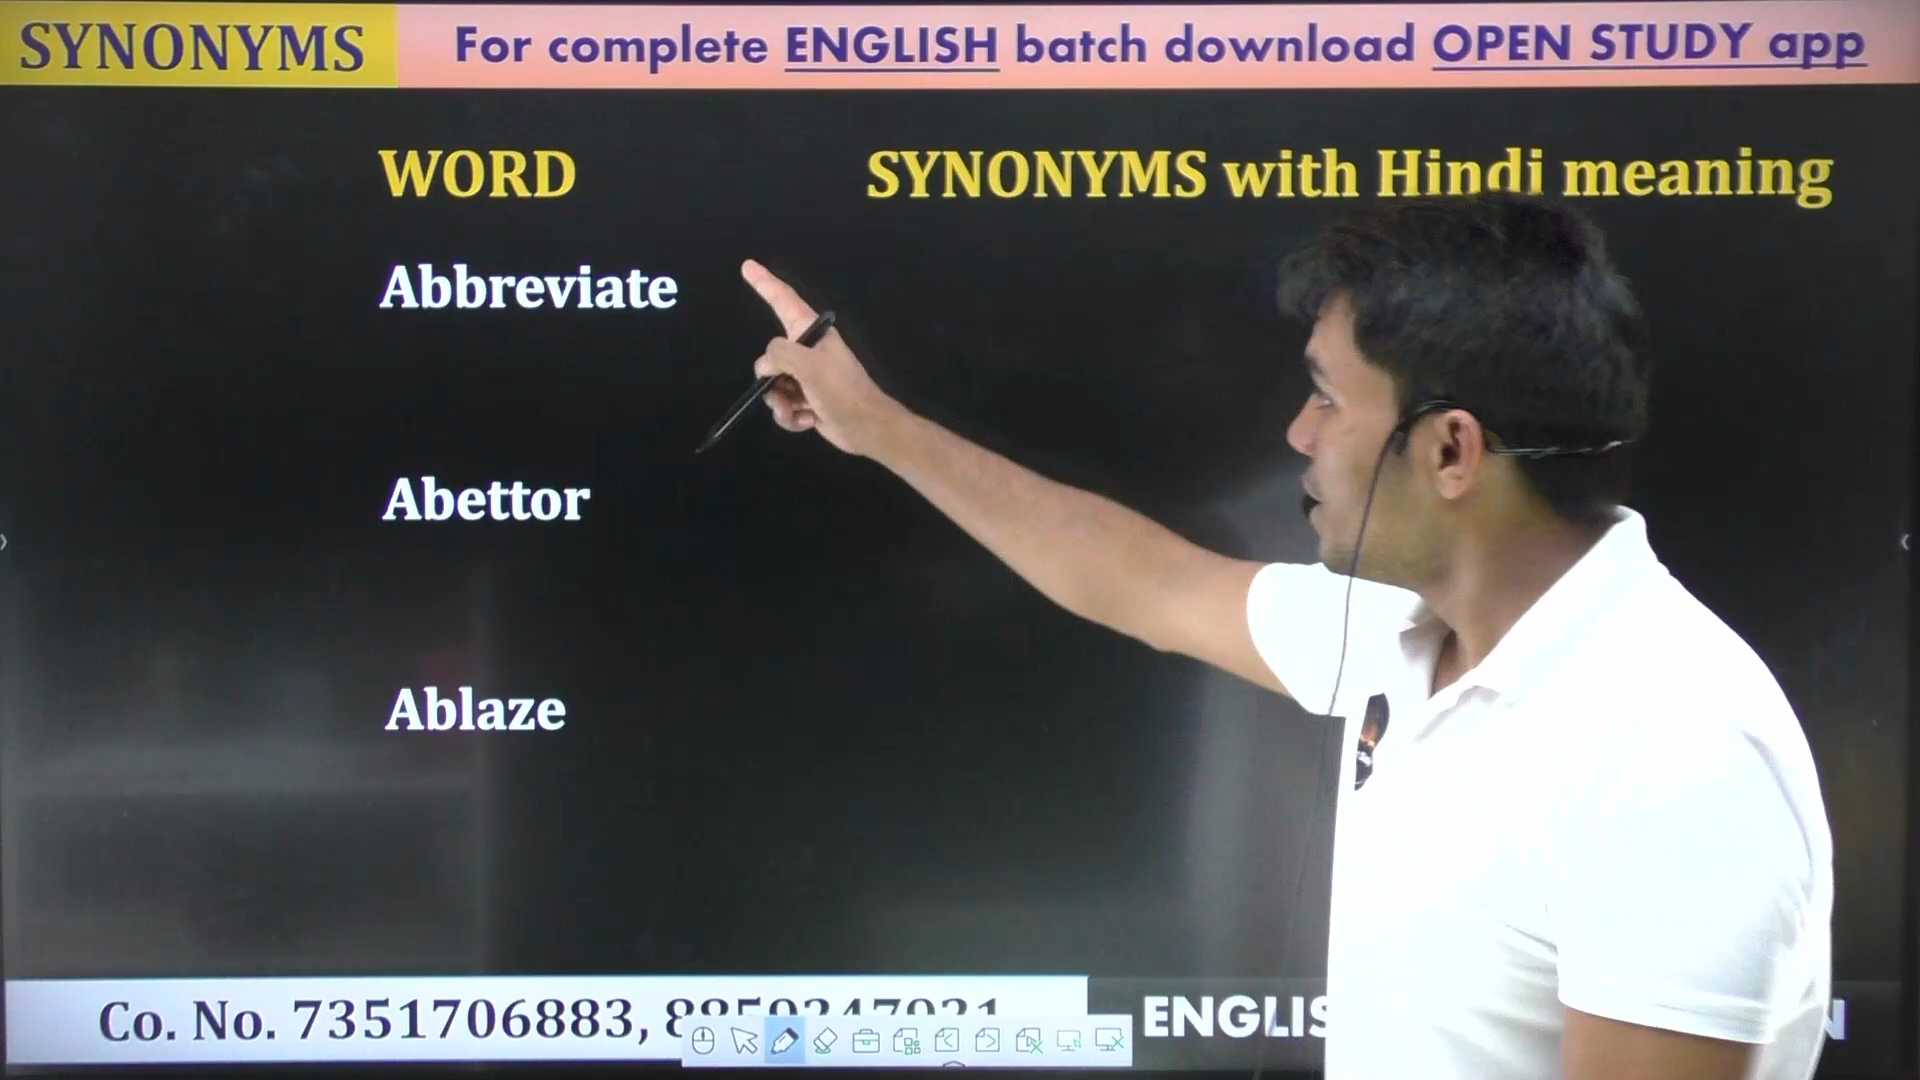 SYNONYMS For complete ENGLISH batch download OPEN STUDY app
WORD SYNONYMS with Hindi meaning
Abbreviate
Abettor
Ablaze
Co. No. 7351706883,